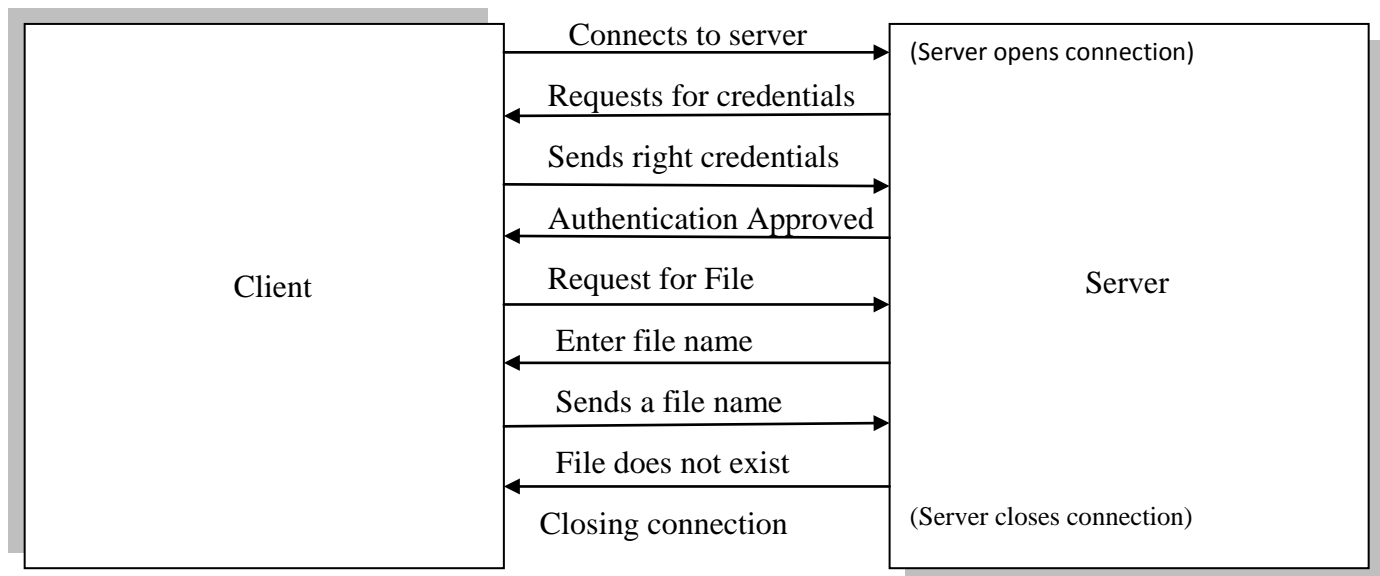 Connects to server
(Server opens connection)
Requests for credentials
Sends right credentials
Authentication Approved
Client
Request for File
Server
Enter file name
Sends a file name
File does not exist
Closing connection
(Server closes connection)